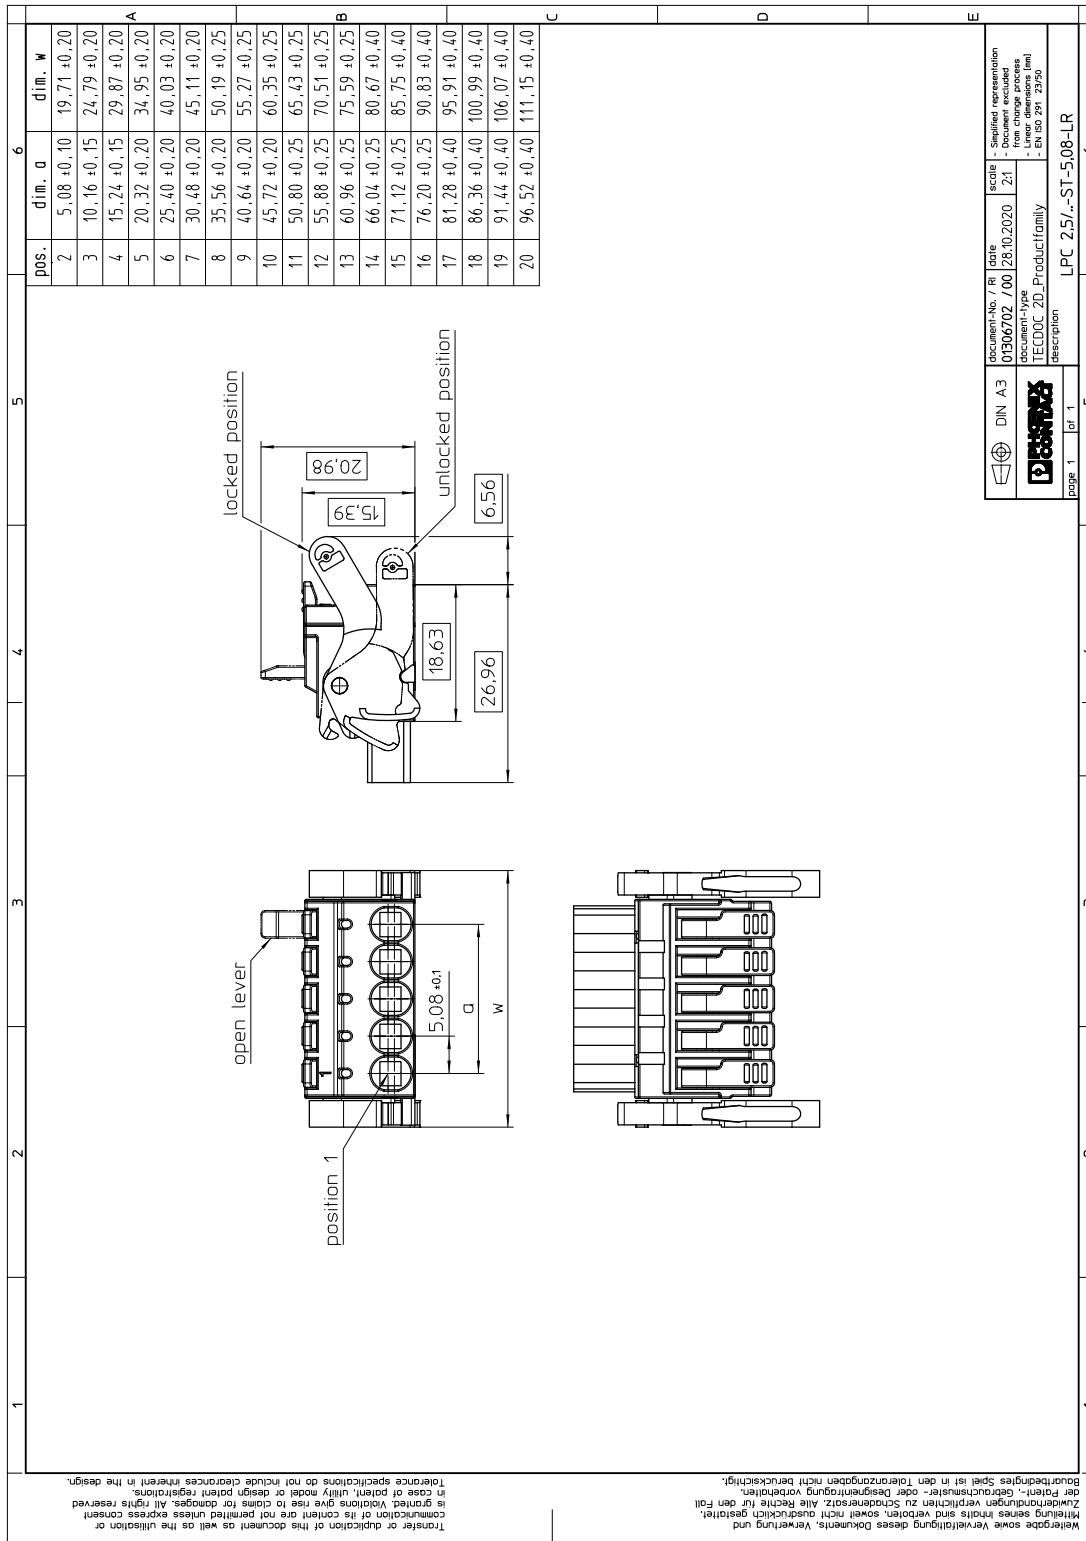 1 2 3 4 5 6
A
B
C
D
E
pos. dim. a dim. w
2 5,08 ±0,10 19,71 ±0,20
3 10,16 ±0,15 24,79 ±0,20
4 15,24 ±0,15 29,87 ±0,20
5 20,32 ±0,20 34,95 ±0,20
6 25,40 ±0,20 40,03 ±0,20
7 30,48 ±0,20 45,11 ±0,20
8 35,56 ±0,20 50,19 ±0,25
9 40,64 ±0,20 55,27 ±0,25
10 45,72 ±0,20 60,35 ±0,25
11 50,80 ±0,25 65,43 ±0,25
12 55,88 ±0,25 70,51 ±0,25
13 60,96 ±0,25 75,59 ±0,25
14 66,04 ±0,25 80,67 ±0,40
15 71,12 ±0,25 85,75 ±0,40
16 76,20 ±0,25 90,83 ±0,40
17 81,28 ±0,40 95,91 ±0,40
18 86,36 ±0,40 100,99 ±0,40
19 91,44 ±0,40 106,07 ±0,40
20 96,52 ±0,40 111,15 ±0,40
locked position
20,98
15,39
unlocked position
18,63
6,56
26,96
open lever
1
position 1
5,08 ±0,1
a
w
DIN A3
PHOENIX
CONTACT
page 1 of 1
document-No. / RI
01306702 / 00
date
28.10.2020
scale
2:1
- Simplified representation
- Document excluded
from change process
- Linear dimensions [mm]
- EN ISO 291 23/50
document-type
TECDOC 2D_Productfamily
description
LPC 2,5/..-ST-5,08-LR
Transfer or duplication of this document as well as the utilisation or
communication of its content are not permitted unless express consent
is granted. Violations give rise to claims for damages. All rights reserved
in case of patent, utility model or design patent registrations.
Tolerance specifications do not include clearances inherent in the design.
Weitergabe sowie Vervielfältigung dieses Dokuments, Verwertung und
Mitteilung seines Inhalts sind verboten, soweit nicht ausdrücklich gestattet.
Zuwiderhandlungen verpflichten zu Schadenersatz. Alle Rechte für den Fall
der Patent-, Gebrauchsmuster- oder Designeintragung vorbehalten.
Bauartbedingtes Spiel ist in den Toleranzangaben nicht berücksichtigt.